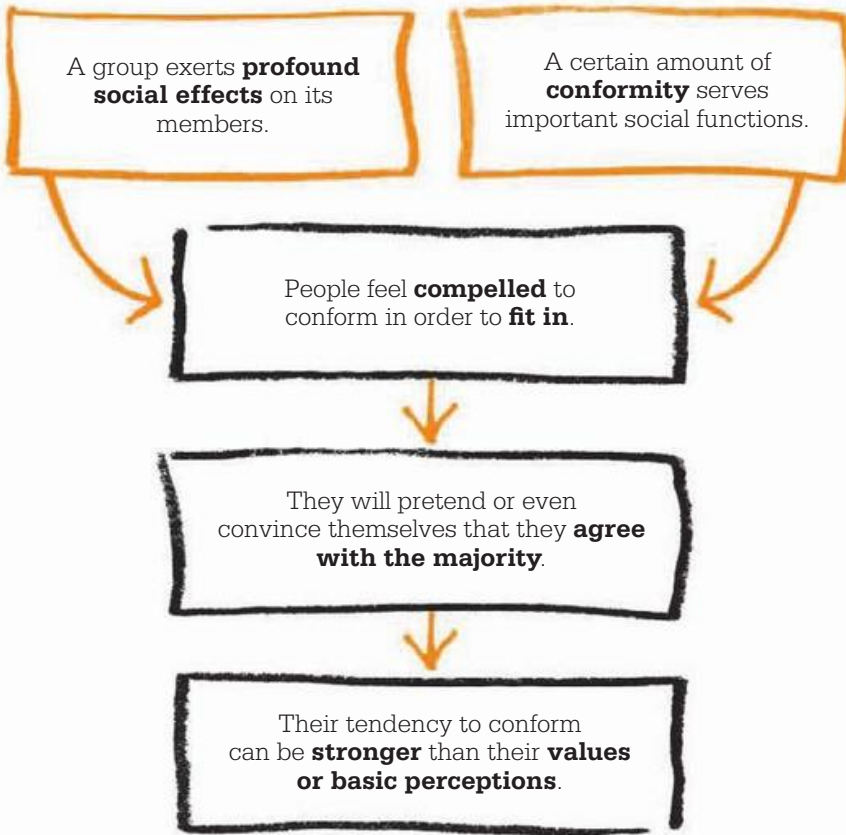 A group exerts profound
social effects on its
members.
A certain amount of
conformity serves
important social functions.
People feel compelled to
conform in order to fit in.
They will pretend or even
convince themselves that they agree
with the majority.
Their tendency to conform
can be stronger than their values
or basic perceptions.